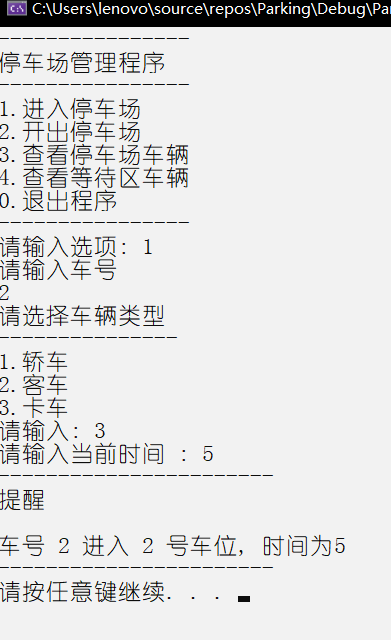 C:\Users\lenovo\source\repos\Parking\Debug\Par
----------------
停车场管理程序
----------------
1.进入停车场
2.开出停车场
3.查看停车场车辆
4.查看等待区车辆
0.退出程序
----------------
请输入选项: 1
请输入车号
2
请选择车辆类型
---------------
1.轿车
2.客车
3.卡车
请输入: 3
请输入当前时间 : 5
-----------------------
提醒
车号 2 进入 2 号车位, 时间为5
-----------------------
请按任意键继续. . .